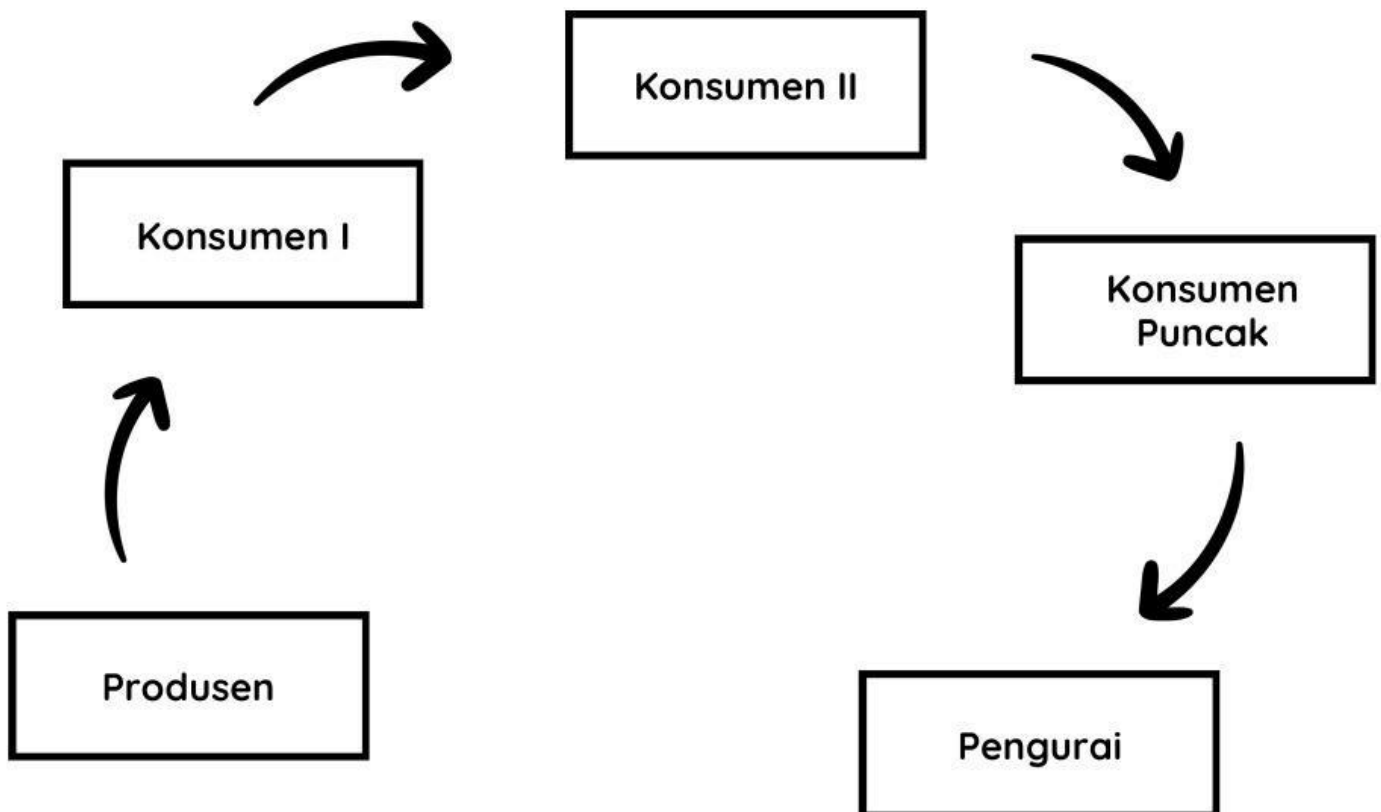 Konsumen II
Konsumen I
Konsumen
Puncak
Produsen
Pengurai